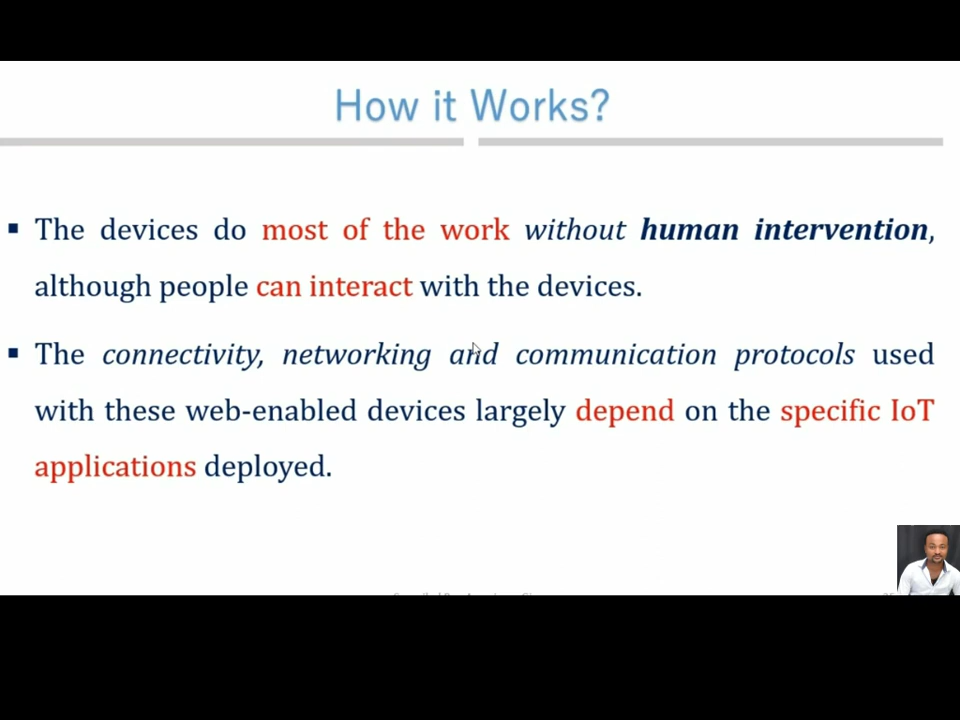 How it Works?
▪ The devices do most of the work without human intervention,
although people can interact with the devices.
▪ The connectivity, networking and communication protocols used
with these web-enabled devices largely depend on the specific IoT
applications deployed.